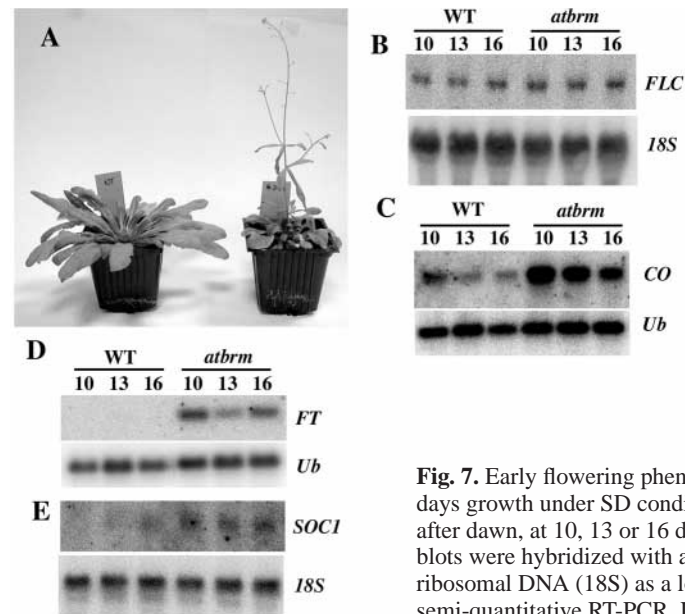 A
B
WT atbrm
10 13 16 10 13 16
FLC
18S
C
WT atbrm
10 13 16 10 13 16
CO
Ub
D
WT atbrm
10 13 16 10 13 16
FT
Ub
E
SOC1
18S
Fig. 7. Early flowering phen
days growth under SD condi
after dawn, at 10, 13 or 16 d
blots were hybridized with a
ribosomal DNA (18S) as a lo
semi-quantitative RT-PCR. I